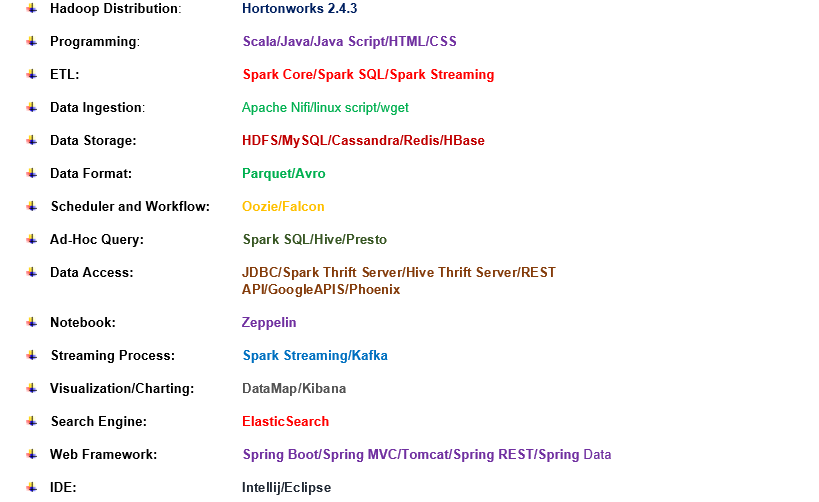 Hadoop Distribution: Hortonworks 2.4.3
Programming: Scala/Java/Java Script/HTML/CSS
ETL: Spark Core/Spark SQL/Spark Streaming
Data Ingestion: Apache Nifi/linux script/wget
Data Storage: HDFS/MySQL/Cassandra/Redis/HBase
Data Format: Parquet/Avro
Scheduler and Workflow: Oozie/Falcon
Ad-Hoc Query: Spark SQL/Hive/Presto
Data Access: JDBC/Spark Thrift Server/Hive Thrift Server/REST
API/GoogleAPIS/Phoenix
Notebook: Zeppelin
Streaming Process: Spark Streaming/Kafka
Visualization/Charting: DataMap/Kibana
Search Engine: ElasticSearch
Web Framework: Spring Boot/Spring MVC/Tomcat/Spring REST/Spring Data
IDE: Intellij/Eclipse